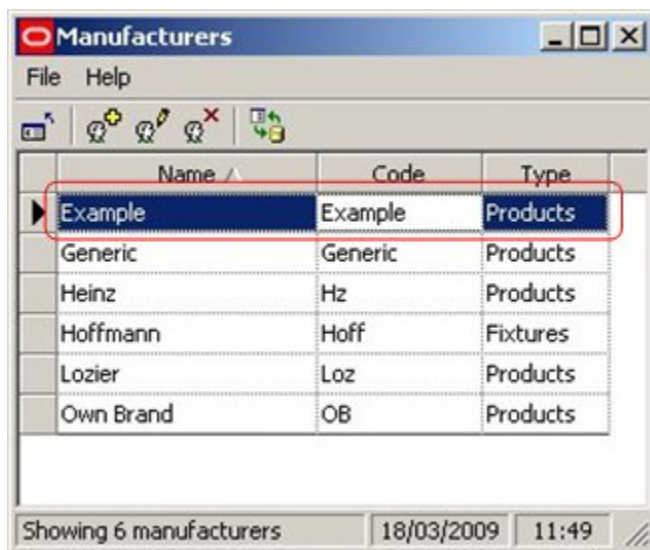 Manufacturers
File Help
Name Code Type
Example Example Products
Generic Generic Products
Heinz Hz Products
Hoffmann Hoff Fixtures
Lozier Loz Products
Own Brand OB Products
Showing 6 manufacturers 18/03/2009 11:49